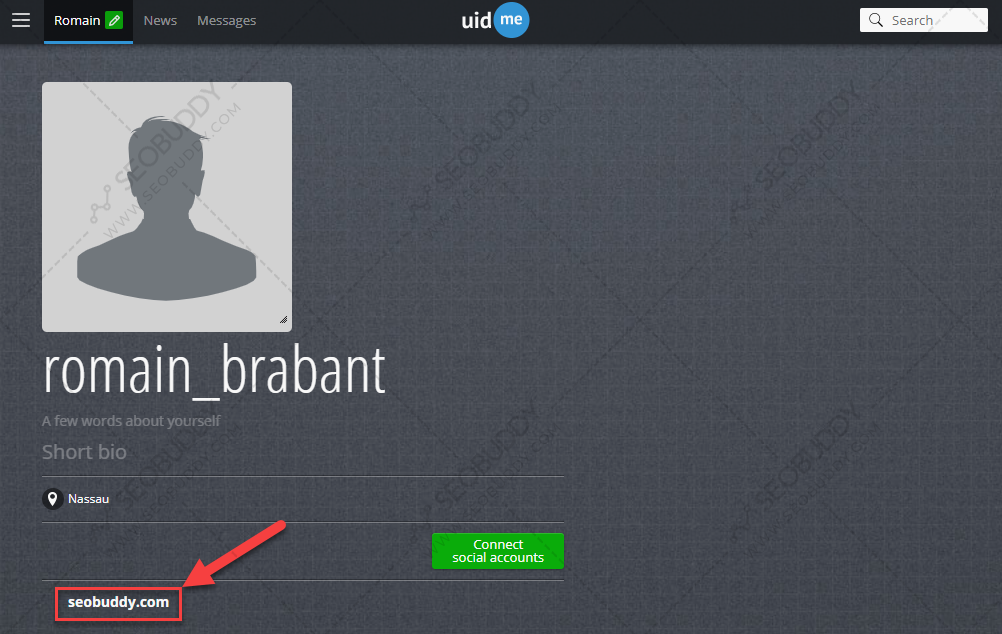 Romain News Messages uid me Search
SEOBUDDY
WWW.SEOBUDDY.COM
romain_brabant
A few words about yourself
Short bio
Nassau
Connect
social accounts
seobuddy.com